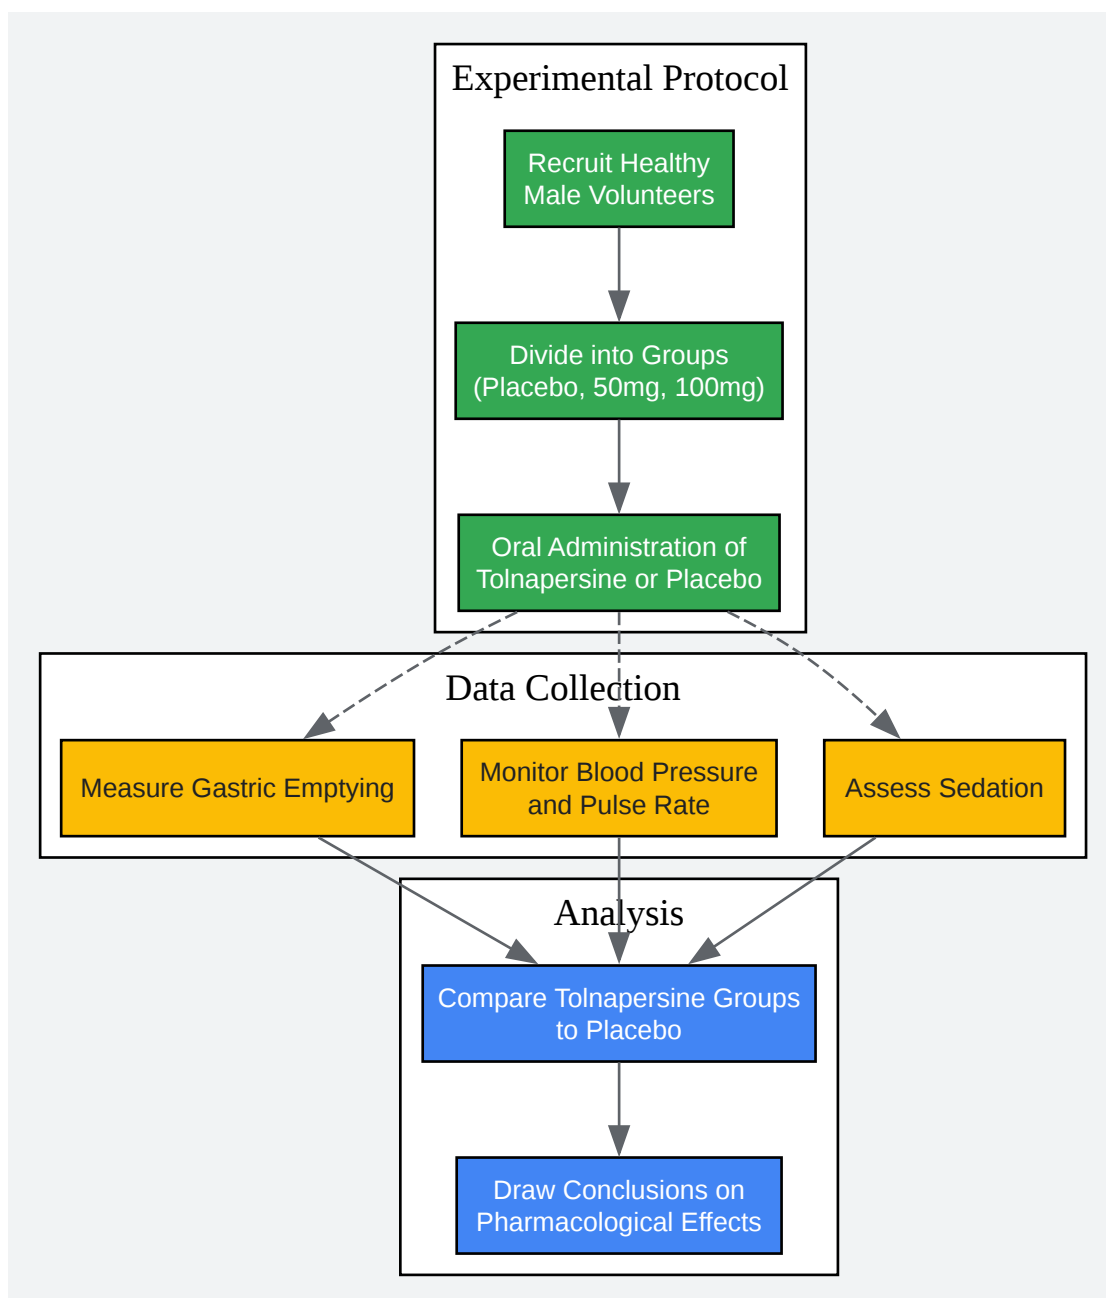 Experimental Protocol
Recruit Healthy
Male Volunteers
Divide into Groups
(Placebo, 50mg, 100mg)
Oral Administration of
Tolnapersine or Placebo
Data Collection
Measure Gastric Emptying
Monitor Blood Pressure
and Pulse Rate
Assess Sedation
Analysis
Compare Tolnapersine Groups
to Placebo
Draw Conclusions on
Pharmacological Effects